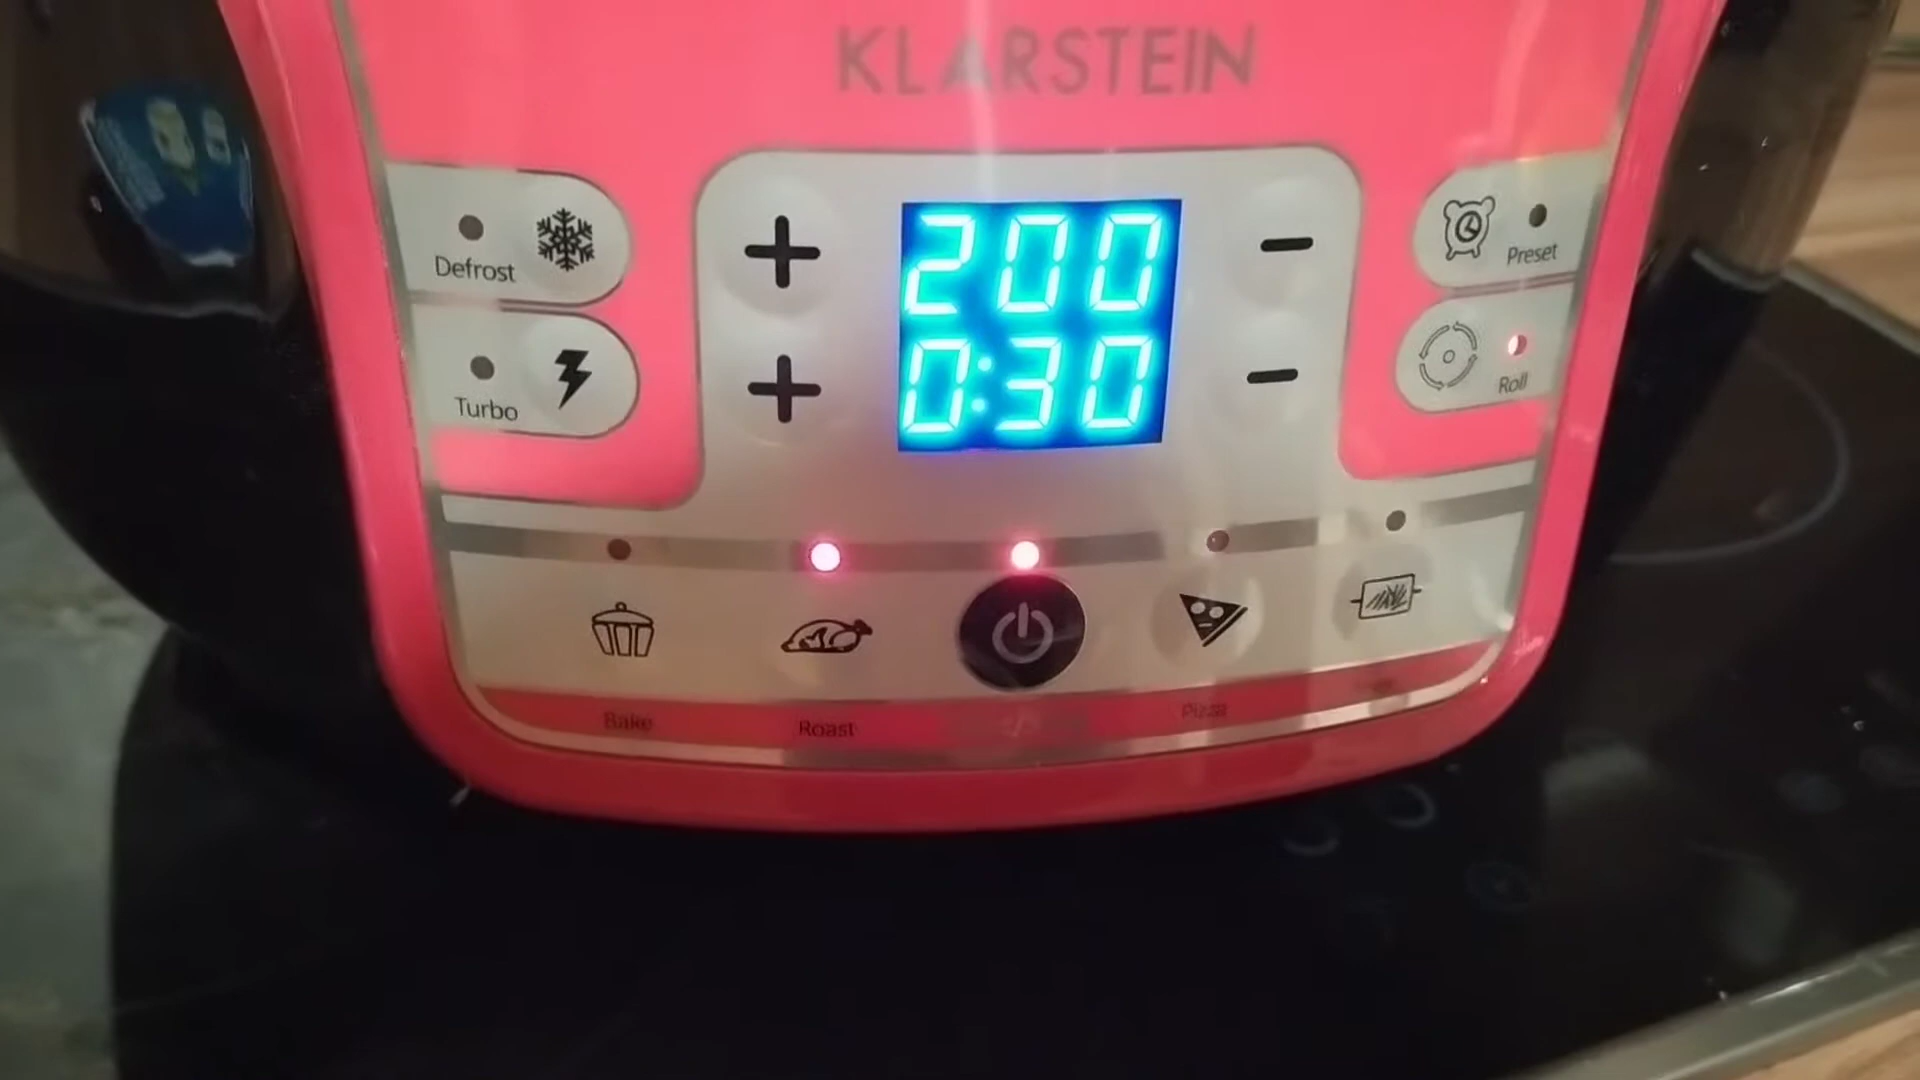 KLARSTEIN
Defrost
Turbo
200
0:30
Preset
Roll
Bake
Roast
Pizza